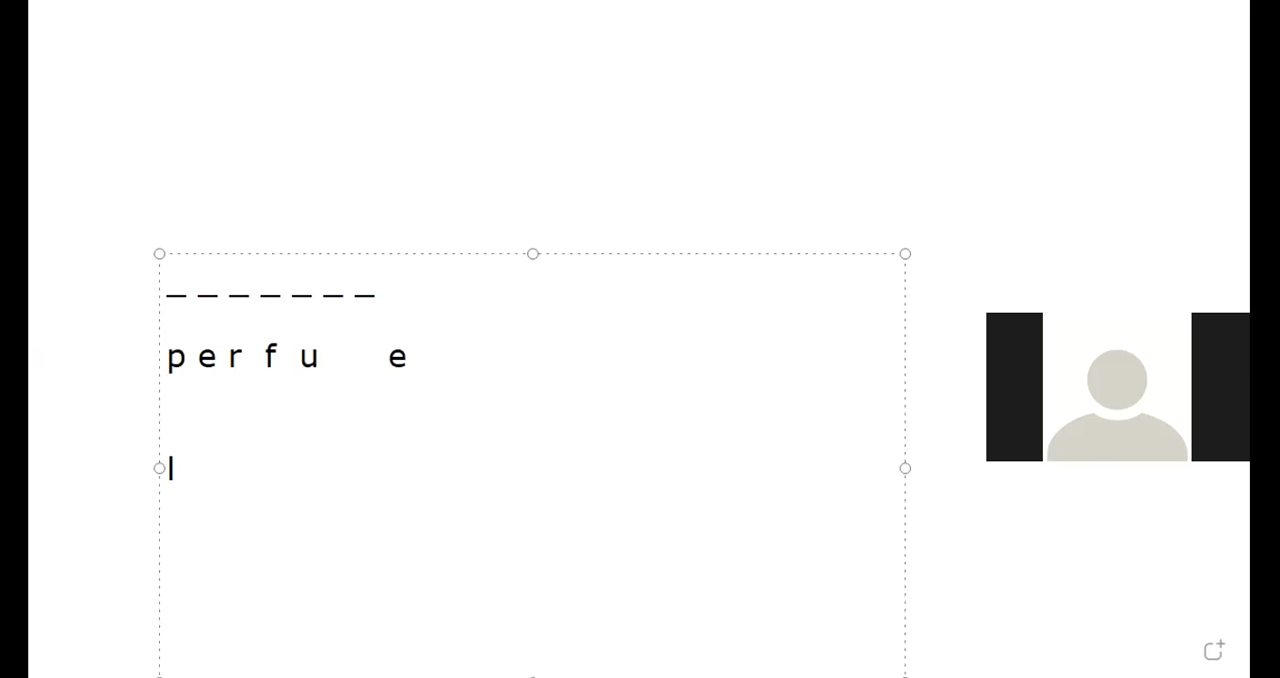 _ _ _ _ _ _ _
p e r f u   e